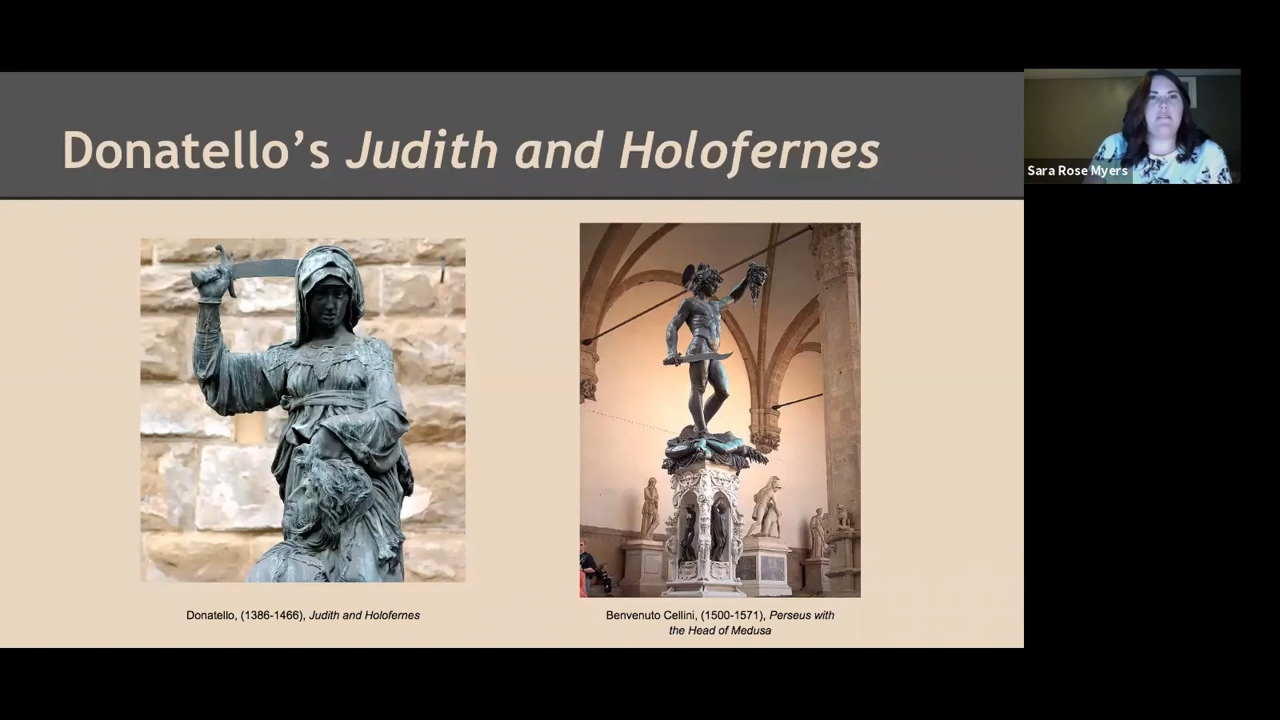 Donatello’s Judith and Holofernes
Sara Rose Myers
Donatello, (1386-1466), Judith and Holofernes
Benvenuto Cellini, (1500-1571), Perseus with
the Head of Medusa